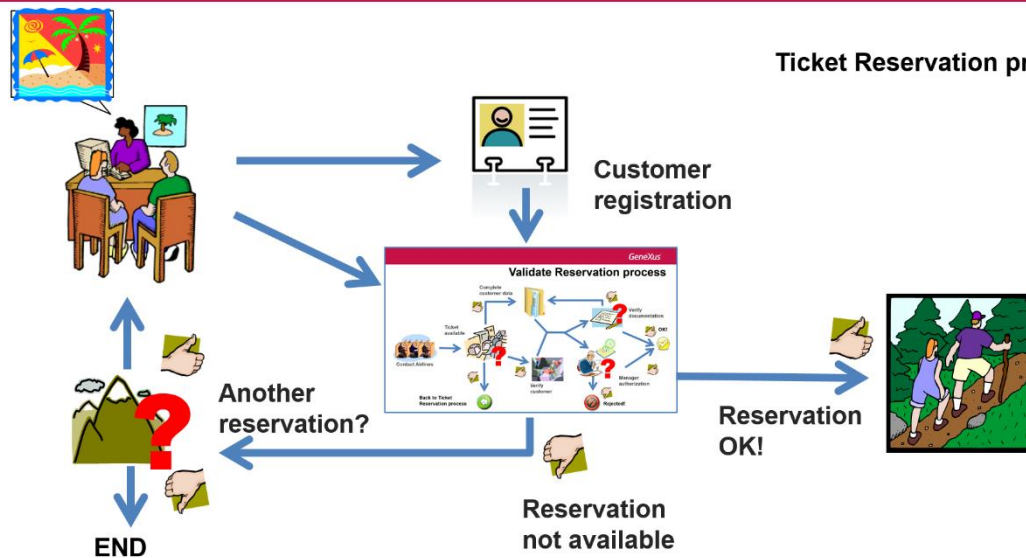 Ticket Reservation pr
Customer
registration
GeneXus
Validate Reservation process
Complete
customer data
Verify
documentation
Ticket
available
OK!
Contact Airlines
Verify
customer
Manager
authorization
Back to Ticket
Reservation process
Rejected!
Another
reservation?
Reservation
OK!
Reservation
not available
END